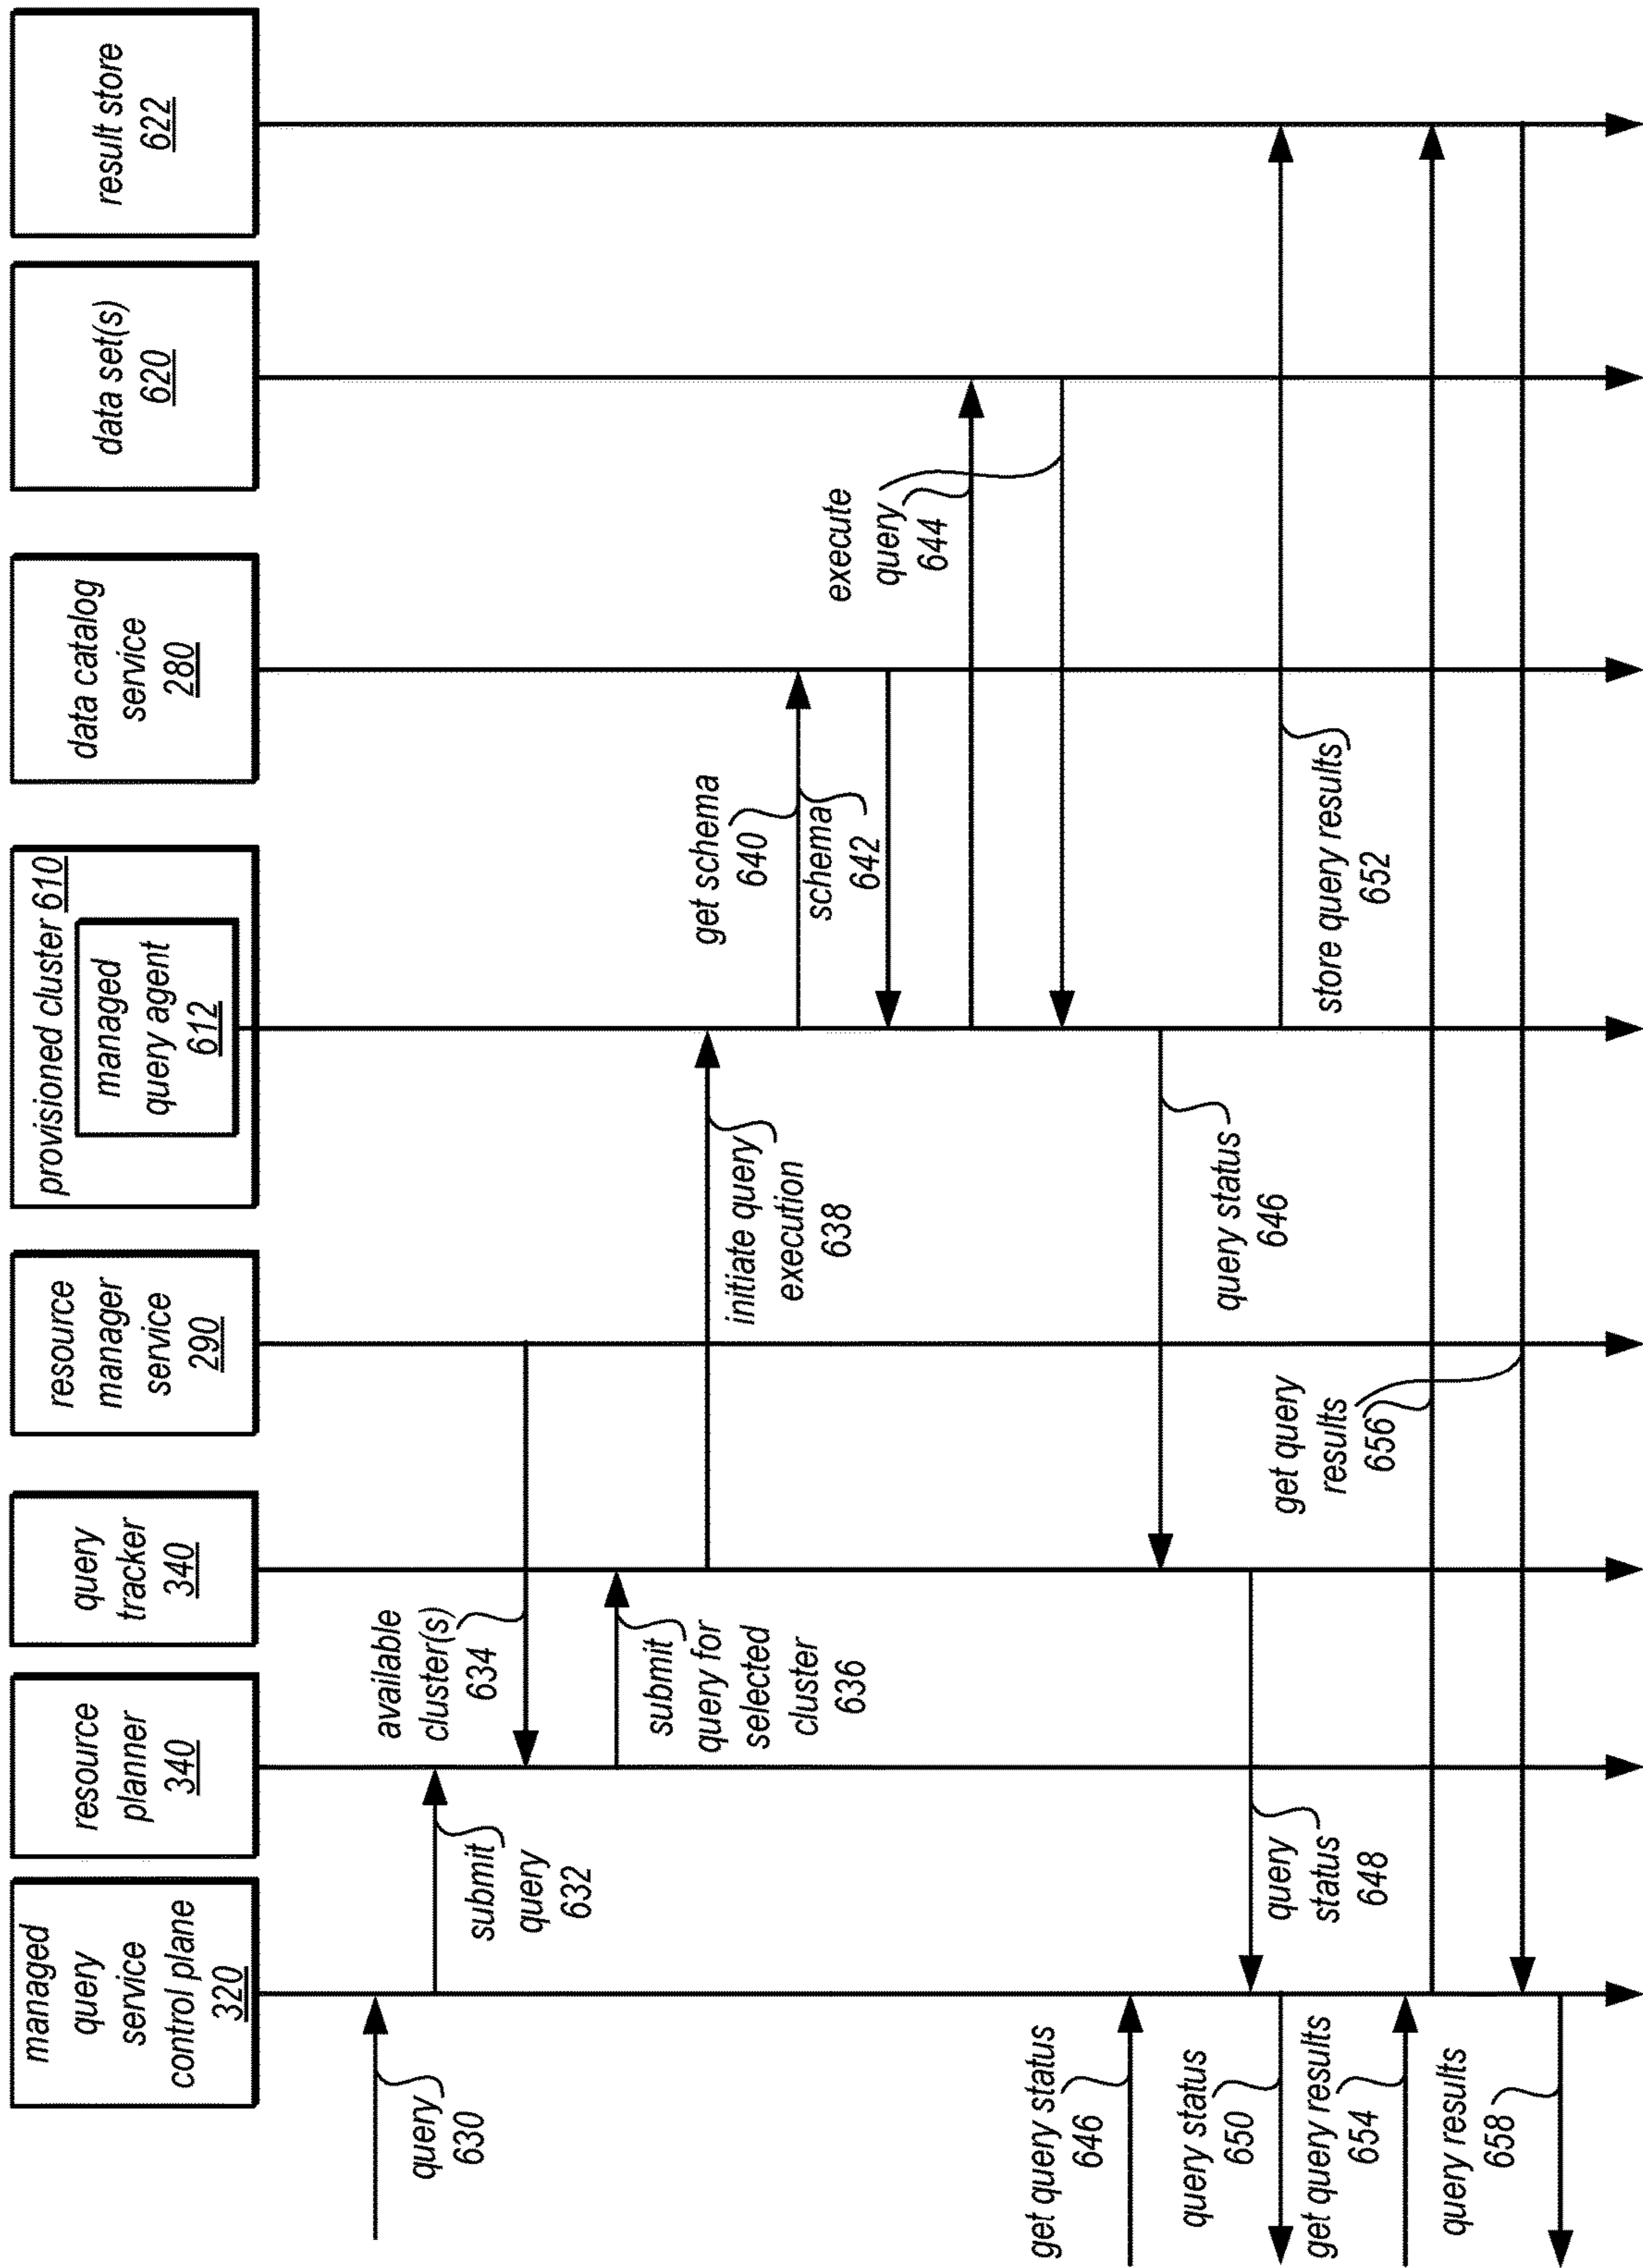 managed
query
service
control plane
320
resource
planner
340
query
tracker
340
resource
manager
service
290
provisioned cluster 610
managed
query agent
612
data catalog
service
280
data set(s)
620
result store
622
query
630
submit
query
632
available
cluster(s)
634
submit
query for
selected
cluster
636
initiate query
execution
638
get schema
640
schema
642
execute
query
644
get query status
646
query status
646
query
status
648
query status
650
store query results
652
get query results
654
get query
results
656
query results
658